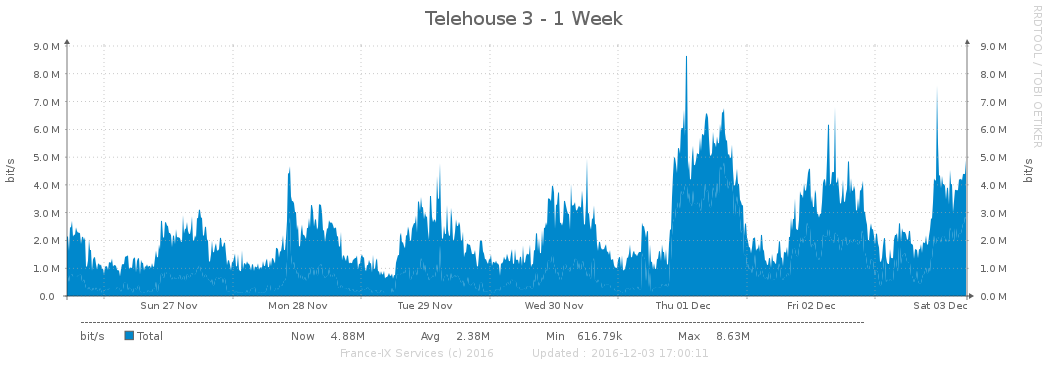 Telehouse 3 - 1 Week
RRDTOOL / TOBI OETIKER
bit/s
9.0 M 9.0 M
8.0 M 8.0 M
7.0 M 7.0 M
6.0 M 6.0 M
5.0 M 5.0 M
4.0 M 4.0 M
3.0 M 3.0 M
2.0 M 2.0 M
1.0 M 1.0 M
0.0 0.0 M
bit/s
Sun 27 Nov Mon 28 Nov Tue 29 Nov Wed 30 Nov Thu 01 Dec Fri 02 Dec Sat 03 Dec
bit/s Total Now 4.88M Avg 2.38M Min 616.79k Max 8.63M
France-IX Services (c) 2016 Updated : 2016-12-03 17:00:11